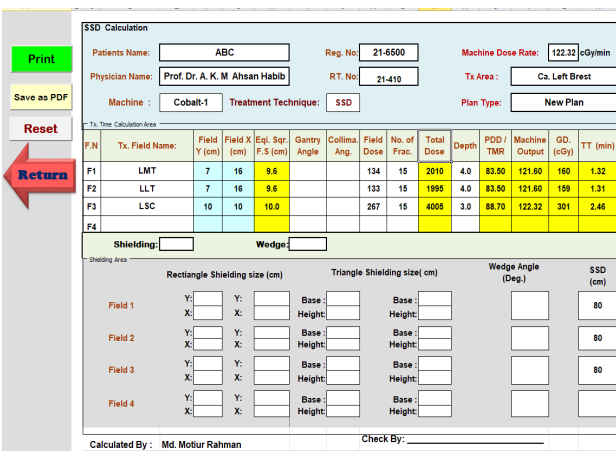 SSD Calculation
Print
Save as PDF
Reset
Return
Patients Name: ABC Reg. No: 21-6500 Machine Dose Rate: 122.32 cGy/min
Physician Name: Prof. Dr. A. K. M Ahsan Habib RT. No: 21-410 Tx Area : Ca. Left Brest
Machine : Cobalt-1 Treatment Technique: SSD Plan Type: New Plan
Tx. Time Calculation Area
F.N Tx. Field Name: Field Y (cm) Field X (cm) Eqi. Sqr. F.S (cm) Gantry Angle Collima. Ang. Field Dose No. of Frac. Total Dose Depth PDD / TMR Machine Output GD. (cGy) TT (min)
F1 LMT 7 16 9.6 134 15 2010 4.0 83.50 121.60 160 1.32
F2 LLT 7 16 9.6 133 15 1995 4.0 83.50 121.60 159 1.31
F3 LSC 10 10 10.0 267 15 4005 3.0 88.70 122.32 301 2.46
F4
Shielding: Wedge:
Shielding Area
Rectiangle Shielding size (cm) Triangle Shielding size( cm) Wedge Angle (Deg.) SSD (cm)
Field 1 Y: Y: Base : Base : 80
X: X: Height: Height:
Field 2 Y: Y: Base : Base : 80
X: X: Height: Height:
Field 3 Y: Y: Base : Base : 80
X: X: Height: Height:
Field 4 Y: Y: Base : Base :
X: X: Height: Height:
Calculated By : Md. Motiur Rahman Check By: